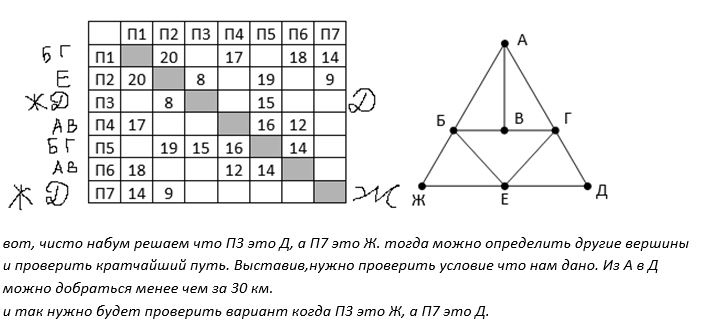 П1 П2 П3 П4 П5 П6 П7
Б Г П1 20 17 18 14
Е П2 20 8 19 9
Ж Д П3 8 15 Д
А В П4 17 16 12
Б Г П5 19 15 16 14
А В П6 18 12 14
Ж Д П7 14 9 Ж
А
Б В Г
Ж Е Д
вот, чисто набум решаем что П3 это Д, а П7 это Ж. тогда можно определить другие вершины
и проверить кратчайший путь. Выставив,нужно проверить условие что нам дано. Из А в Д
можно добраться менее чем за 30 км.
и так нужно будет проверить вариант когда П3 это Ж, а П7 это Д.